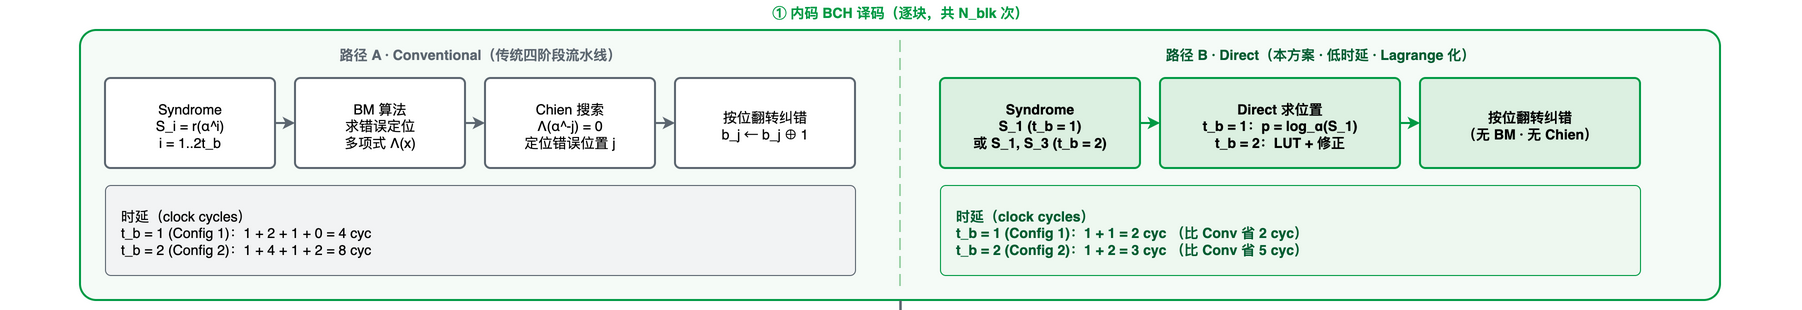 ① 内码 BCH 译码（逐块，共 N_blk 次）
路径 A · Conventional（传统四阶段流水线）
Syndrome
S_i = r(α^i)
i = 1..2t_b
BM 算法
求错误定位
多项式 Λ(x)
Chien 搜索
Λ(α^-j) = 0
定位错误位置 j
按位翻转纠错
b_j ← b_j ⊕ 1
时延（clock cycles）
t_b = 1 (Config 1)：1 + 2 + 1 + 0 = 4 cyc
t_b = 2 (Config 2)：1 + 4 + 1 + 2 = 8 cyc
路径 B · Direct（本方案 · 低时延 · Lagrange 化）
Syndrome
S_1 (t_b = 1)
或 S_1, S_3 (t_b = 2)
Direct 求位置
t_b = 1：p = log_α(S_1)
t_b = 2：LUT + 修正
按位翻转纠错
（无 BM · 无 Chien）
时延（clock cycles）
t_b = 1 (Config 1)：1 + 1 = 2 cyc （比 Conv 省 2 cyc）
t_b = 2 (Config 2)：1 + 2 = 3 cyc （比 Conv 省 5 cyc）